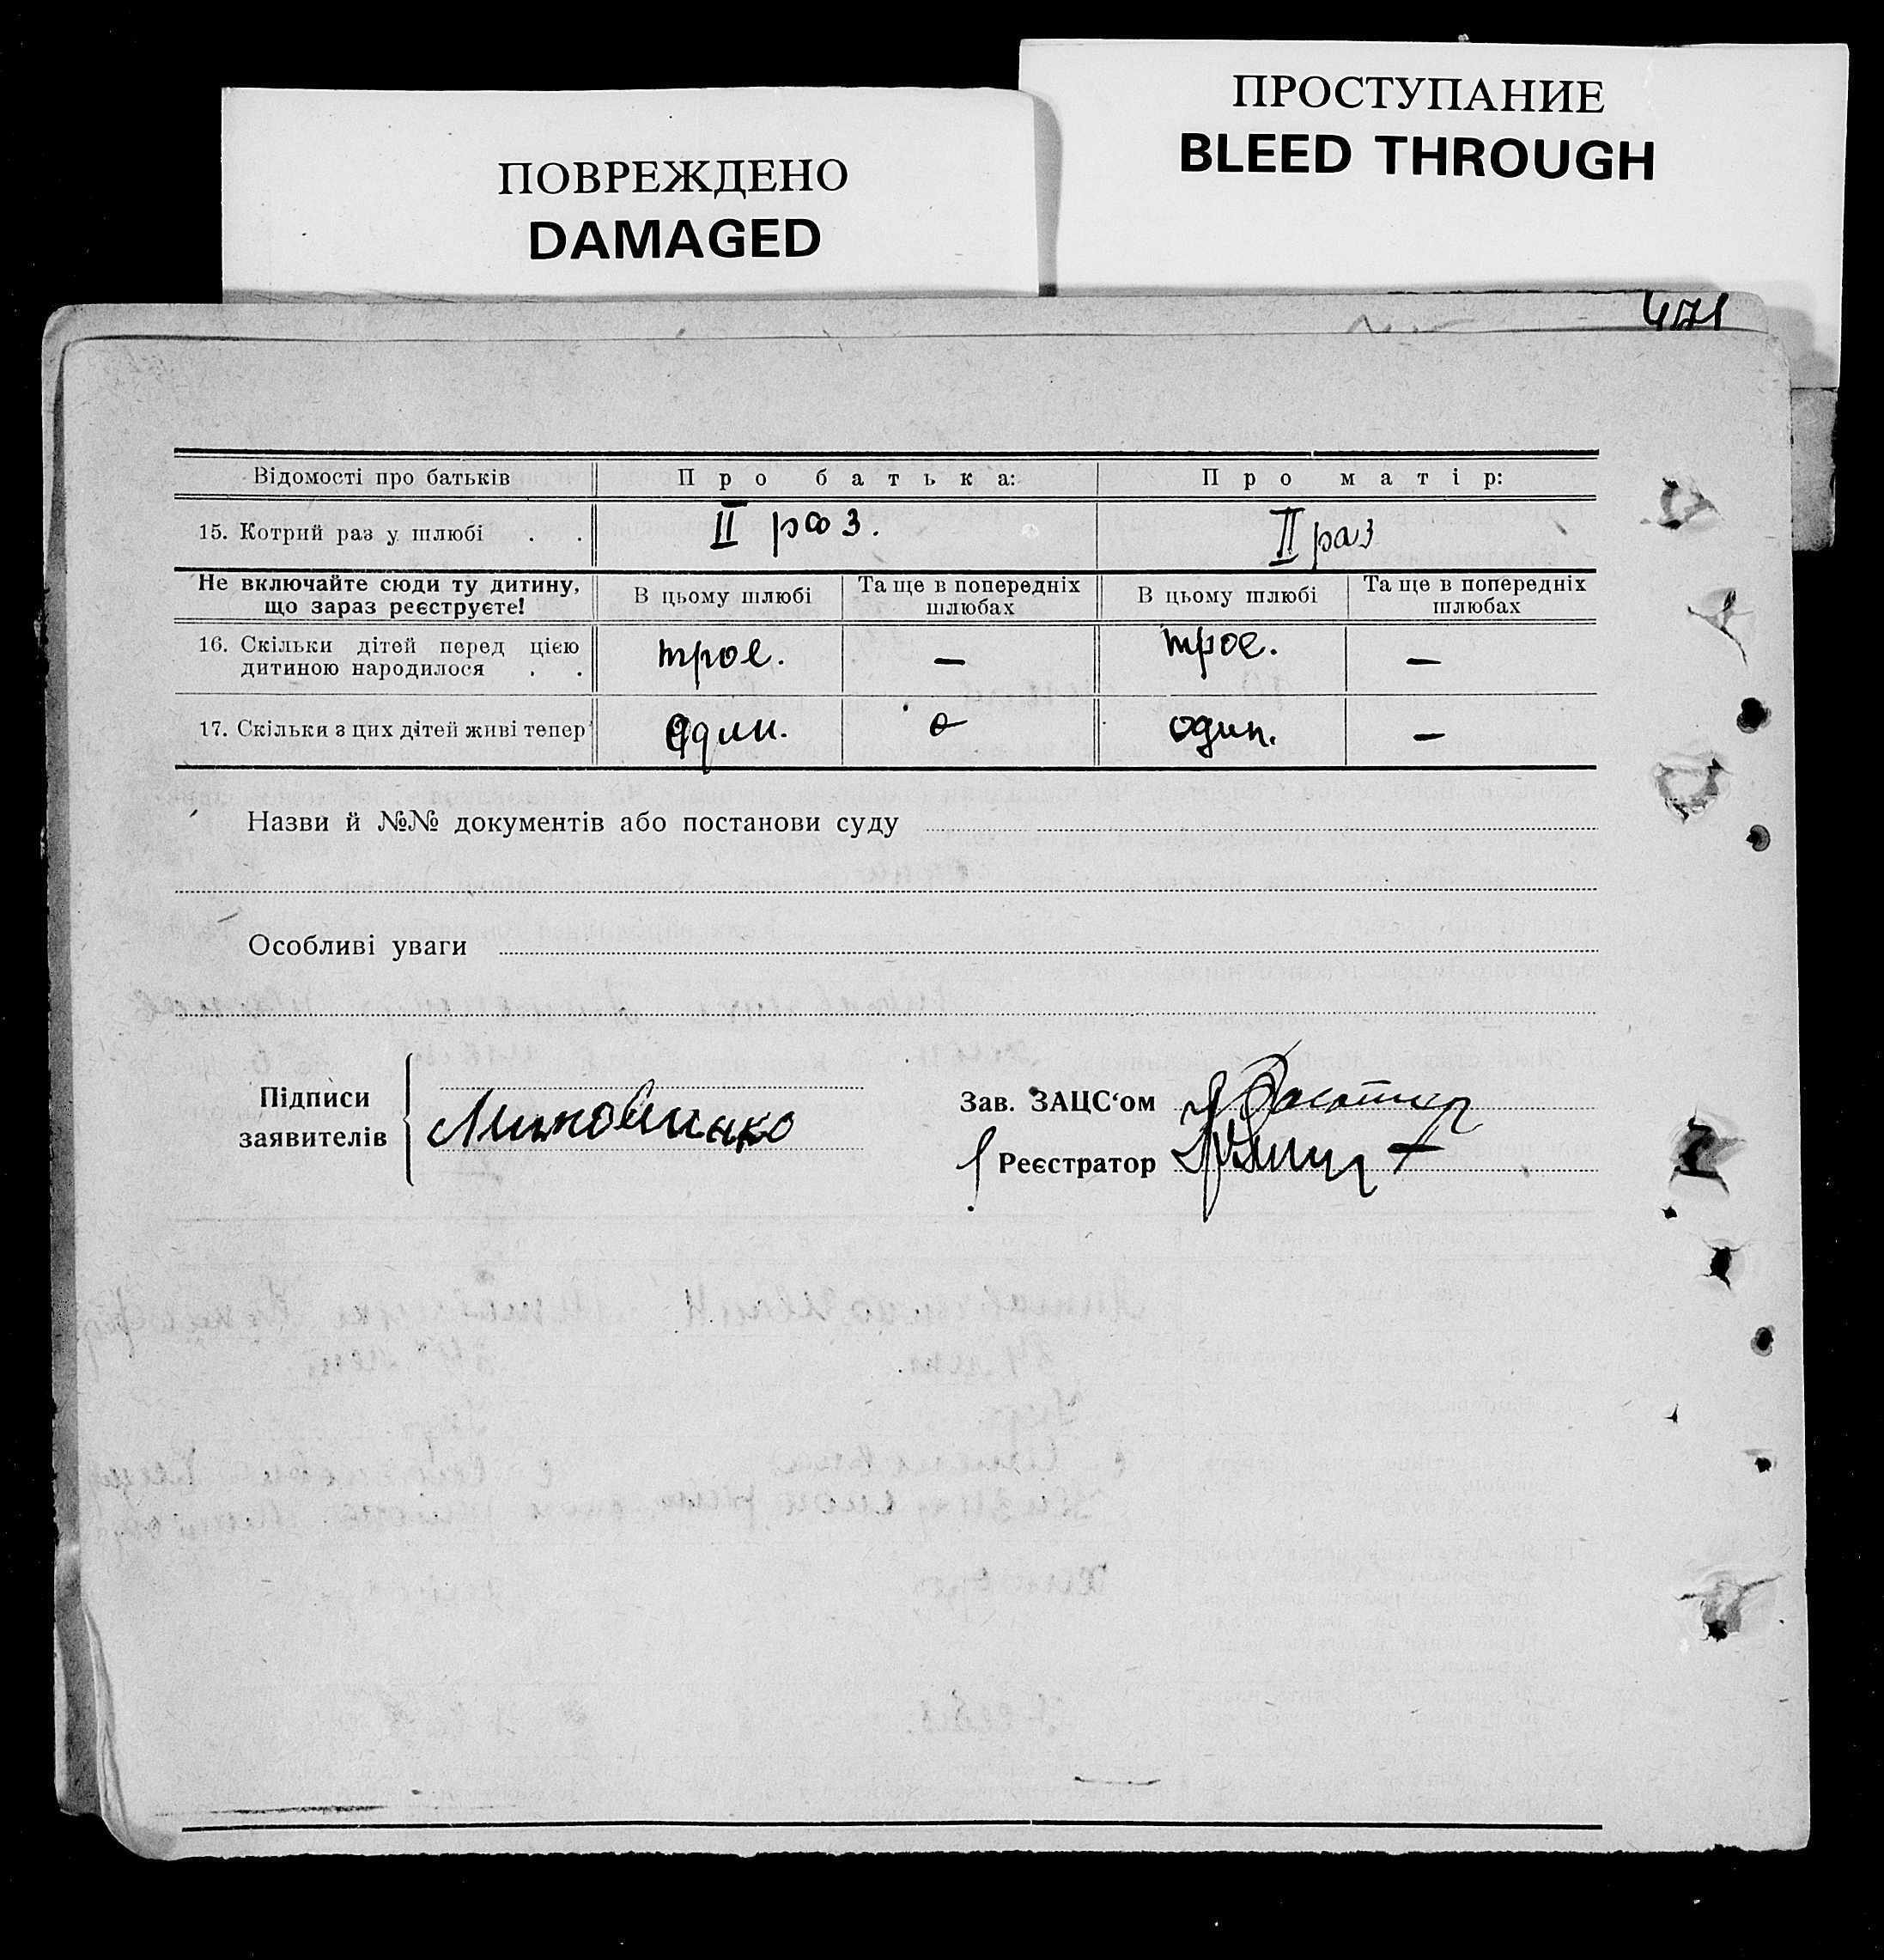 ПРОСТУПАНИЕ
BLEED THROUGH
ПОВРЕЖДЕНО
DAMAGED
471
Відомості про батьків Про батька: Про матір:
15. Котрий раз у шлюбі . . II раз. II раз
Не включайте сюди ту дитину, що зараз реєструєте! В цьому шлюбі Та ще в попередніх шлюбах В цьому шлюбі Та ще в попередніх шлюбах
16. Скільки дітей перед цією дитиною народилося . . трое. — трое. —
17. Скільки з цих дітей живі тепер один. один. —
Назви й №№ документів або постанови суду
Особливі уваги
Підписи
заявителів
Зав. ЗАЦС‘ом
Реєстратор